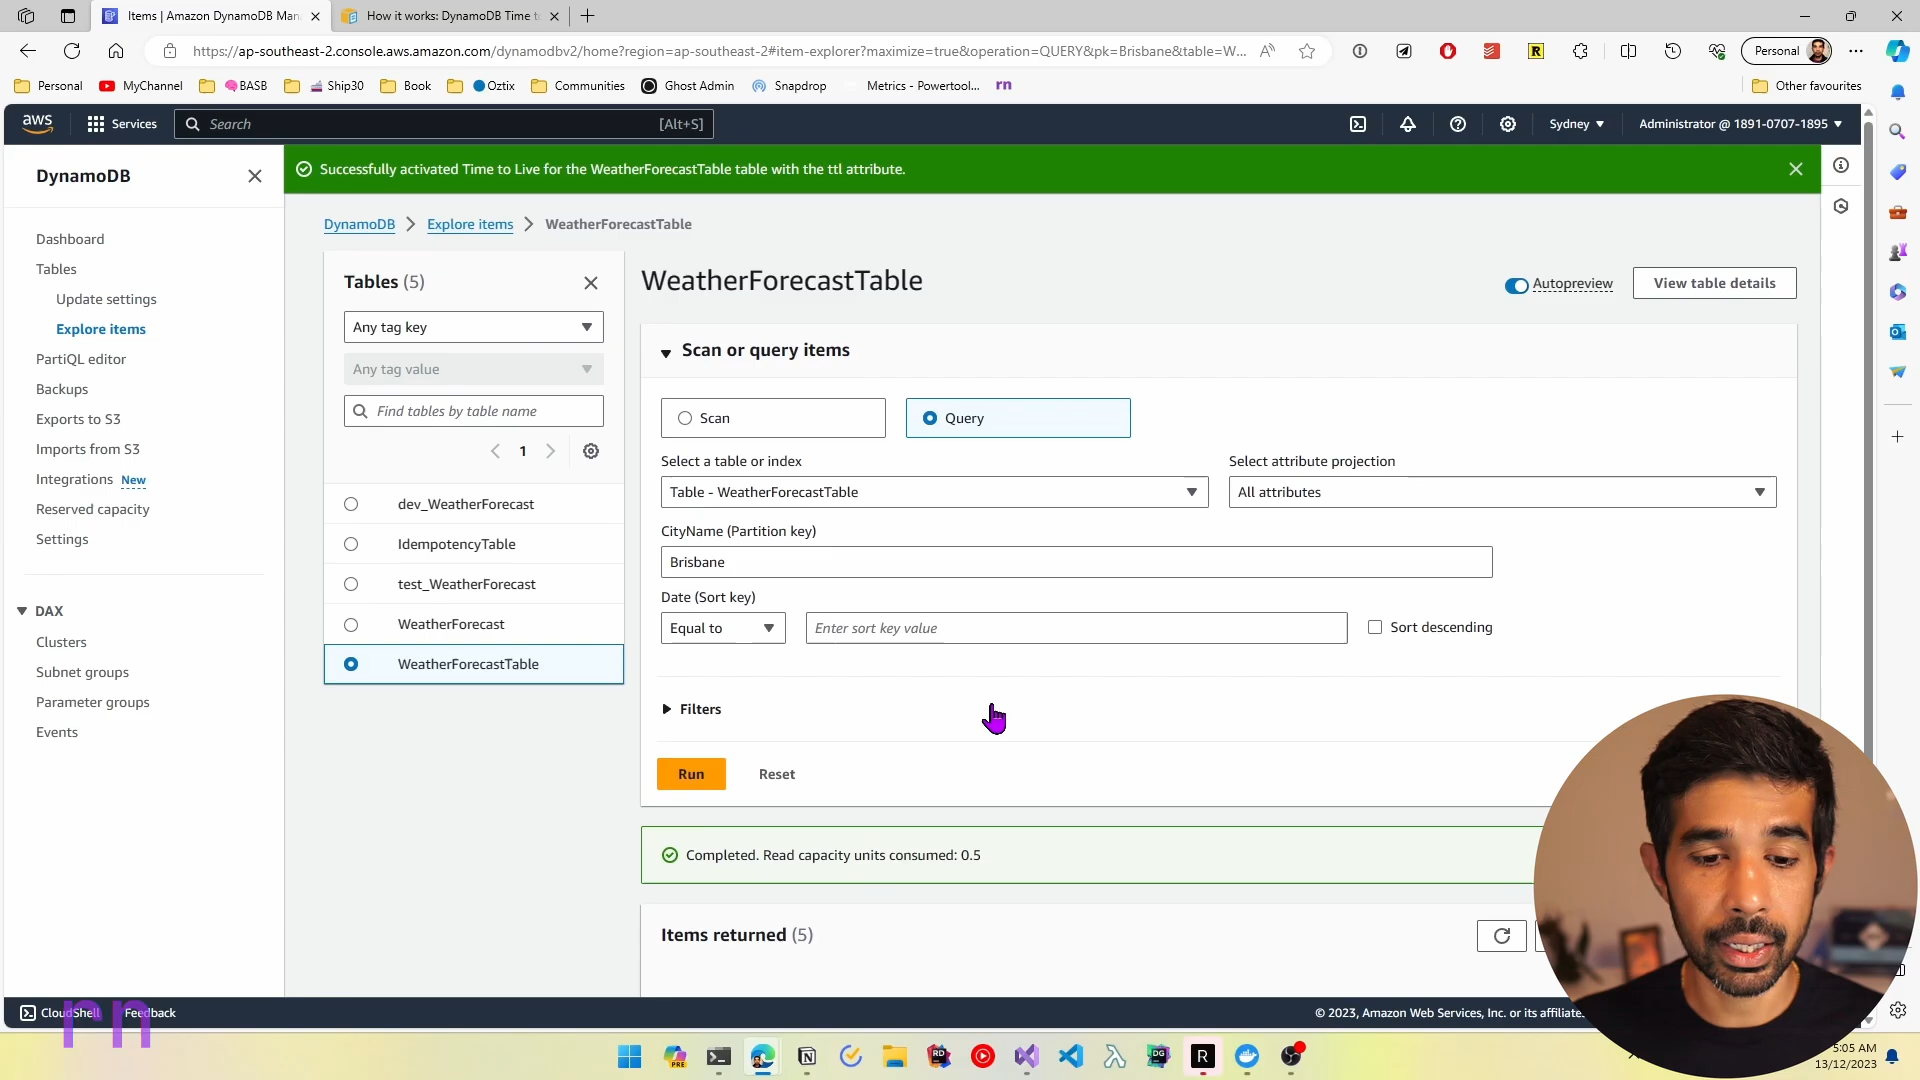 Items | Amazon DynamoDB Man
How it works: DynamoDB Time t
https://ap-southeast-2.console.aws.amazon.com/dynamodbv2/home?region=ap-southeast-2#item-explorer?maximize=true&operation=QUERY&pk=Brisbane&table=W...
Personal
Personal
MyChannel
BASB
Ship30
Book
Oztix
Communities
Ghost Admin
Snapdrop
Metrics - Powertool...
rn
Other favourites
aws
Services
Search
[Alt+S]
Sydney
Administrator @ 1891-0707-1895
DynamoDB
Successfully activated Time to Live for the WeatherForecastTable table with the ttl attribute.
Dashboard
Tables
Update settings
Explore items
PartiQL editor
Backups
Exports to S3
Imports from S3
Integrations New
Reserved capacity
Settings
DAX
Clusters
Subnet groups
Parameter groups
Events
DynamoDB
Explore items
WeatherForecastTable
Tables (5)
Any tag key
Any tag value
Find tables by table name
1
dev_WeatherForecast
IdempotencyTable
test_WeatherForecast
WeatherForecast
WeatherForecastTable
WeatherForecastTable
Autopreview
View table details
Scan or query items
Scan
Query
Select a table or index
Select attribute projection
Table - WeatherForecastTable
All attributes
CityName (Partition key)
Brisbane
Date (Sort key)
Equal to
Enter sort key value
Sort descending
Filters
Run
Reset
Completed. Read capacity units consumed: 0.5
Items returned (5)
CloudShell
Feedback
© 2023, Amazon Web Services, Inc. or its affiliate
rn
PRE
RD
DG
R
5:05 AM
13/12/2023